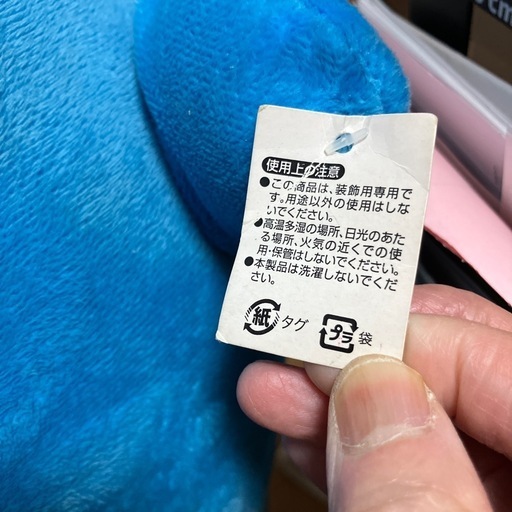 使用上の注意
●この商品は、装飾用専用で
す。用途以外の使用はしな
いでください。
●高温多湿の場所、日光のあた
る場所、火気の近くでの使
用・保管はしないでください。
●本製品は洗濯しないでくだ
さい。
紙 タグ プラ 袋
cm